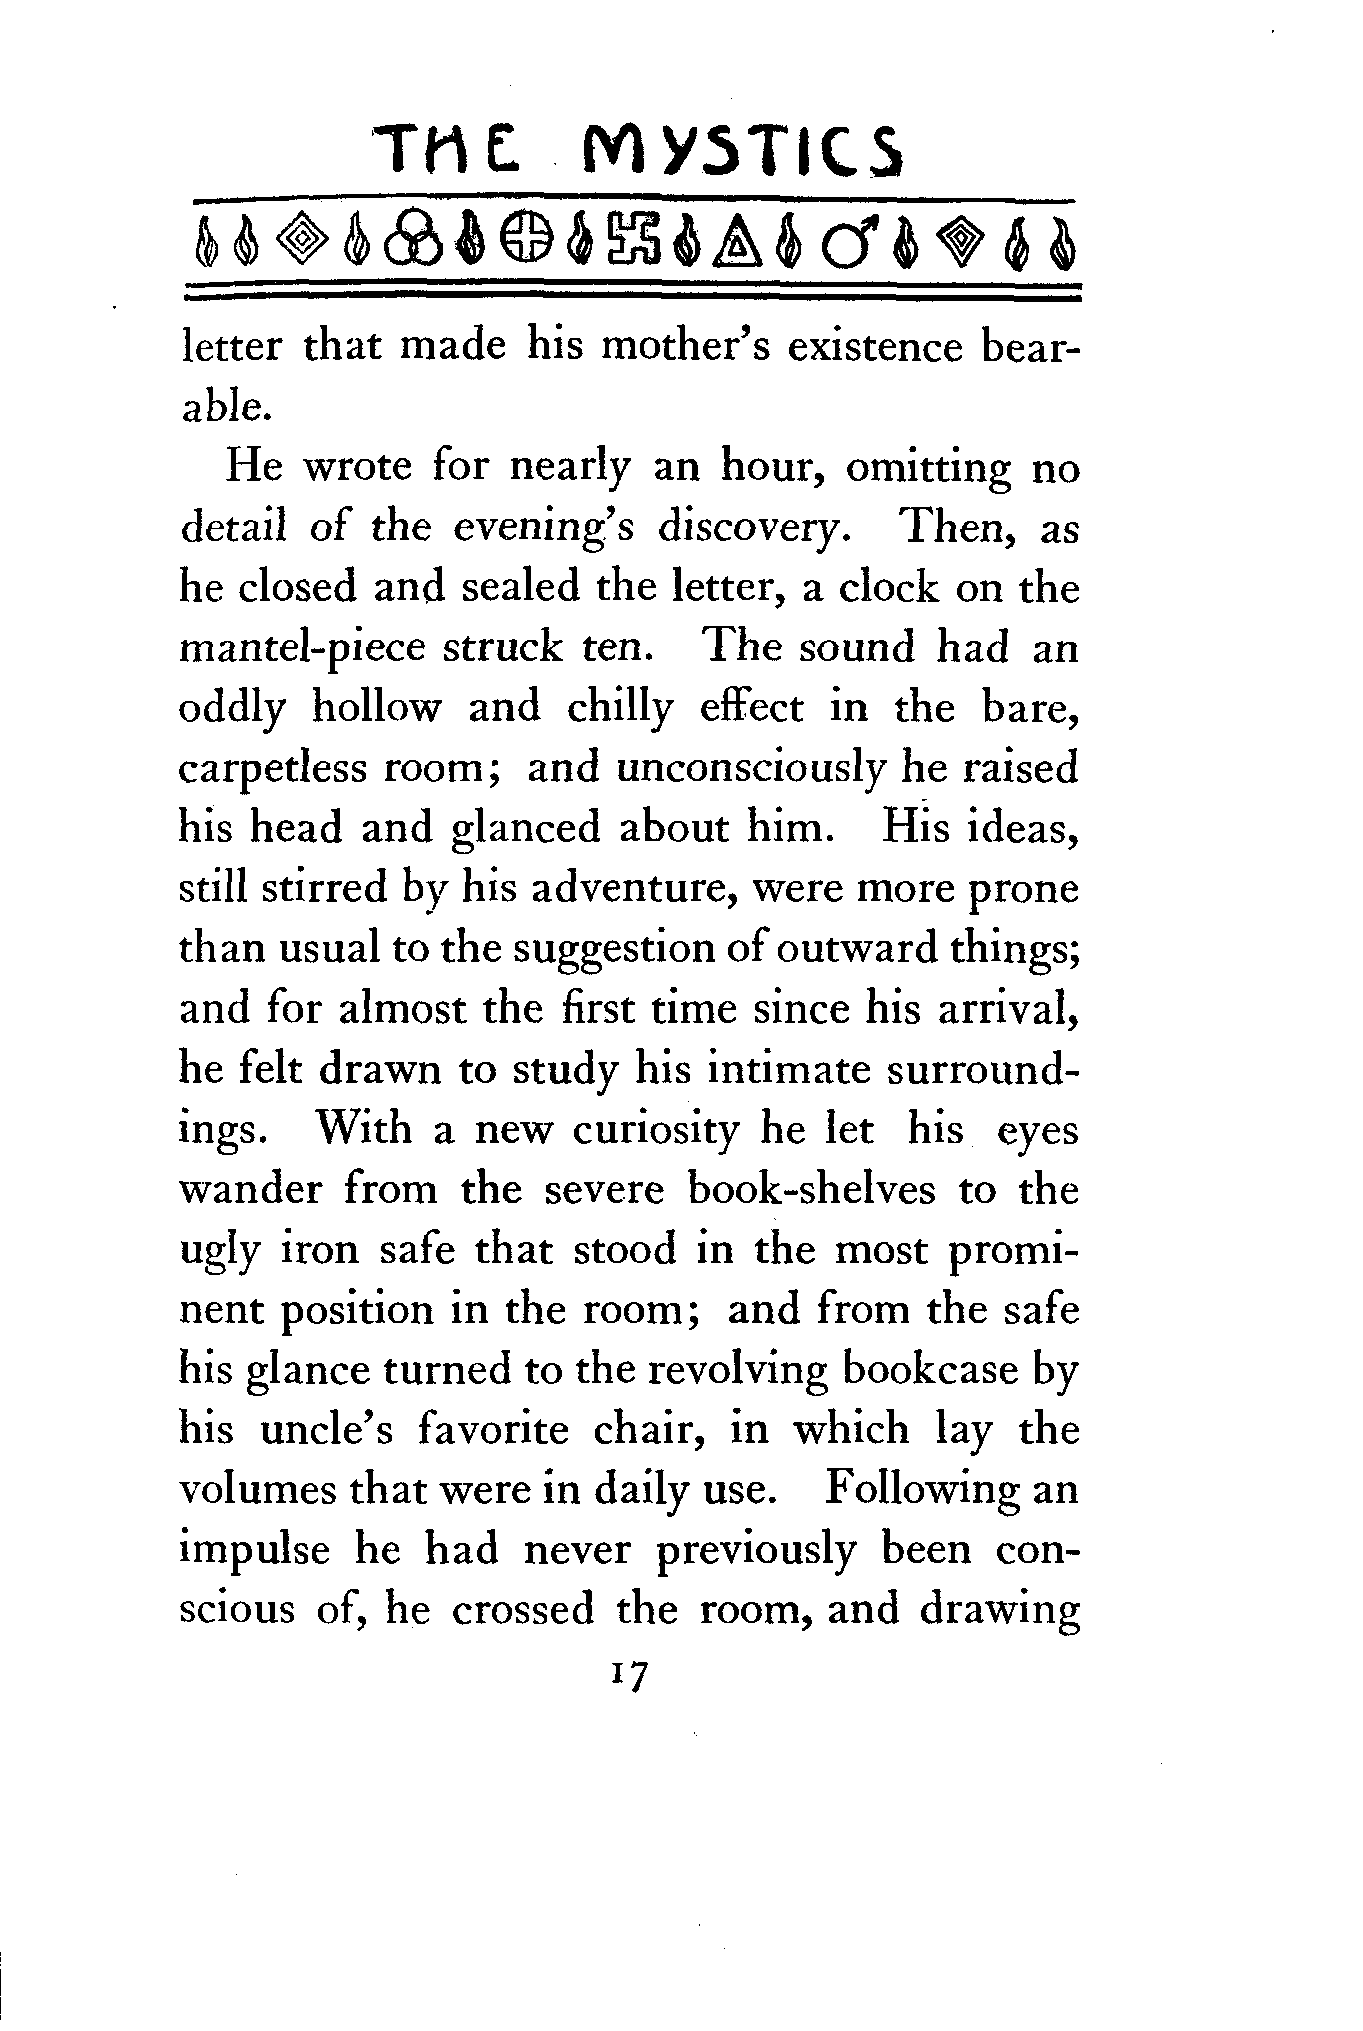 THE MYSTICS
letter that made his mother's existence bear-
able.
He wrote for nearly an hour, omitting no
detail of the evening's discovery. Then, as
he closed and sealed the letter, a clock on the
mantel-piece struck ten. The sound had an
oddly hollow and chilly effect in the bare,
carpetless room; and unconsciously he raised
his head and glanced about him. His ideas,
still stirred by his adventure, were more prone
than usual to the suggestion of outward things;
and for almost the first time since his arrival,
he felt drawn to study his intimate surround-
ings. With a new curiosity he let his eyes
wander from the severe book-shelves to the
ugly iron safe that stood in the most promi-
nent position in the room; and from the safe
his glance turned to the revolving bookcase by
his uncle's favorite chair, in which lay the
volumes that were in daily use. Following an
impulse he had never previously been con-
scious of, he crossed the room, and drawing
17